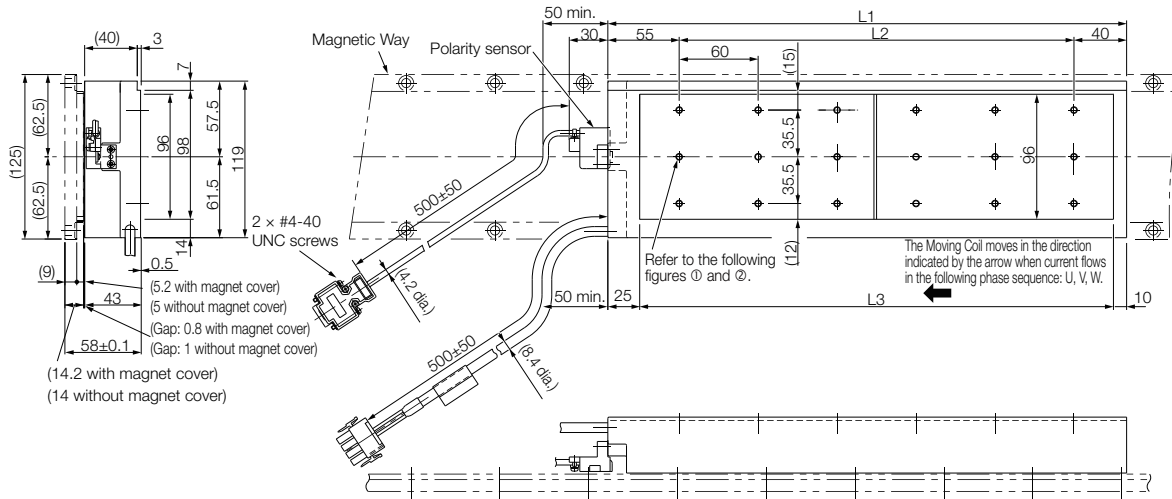 50 min.
L1
(40)
3
30
55
L2
40
Magnetic Way
Polarity sensor
60
7
(15)
(62.5)
57.5
35.5
(125)
96
98
119
96
(62.5)
61.5
35.5
500±50
2 × #4-40
UNC screws
14
(12)
Refer to the following
figures ① and ②.
The Moving Coil moves in the direction
indicated by the arrow when current flows
in the following phase sequence: U, V, W.
0.5
(9)
(5.2 with magnet cover)
(4.2 dia.)
43
(5 without magnet cover)
50 min.
25
L3
10
(Gap: 0.8 with magnet cover)
58±0.1
(Gap: 1 without magnet cover)
500±50
(8.4 dia.)
(14.2 with magnet cover)
(14 without magnet cover)